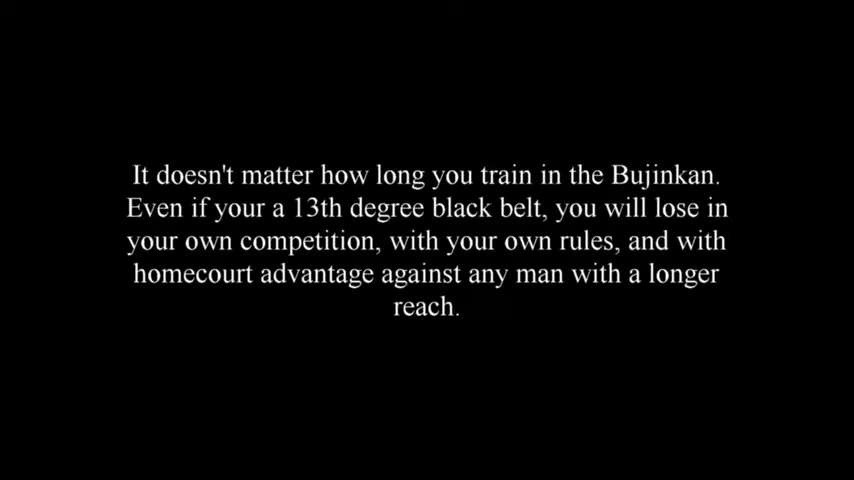 It doesn't matter how long you train in the Bujinkan.
Even if your a 13th degree black belt, you will lose in
your own competition, with your own rules, and with
homecourt advantage against any man with a longer
reach.